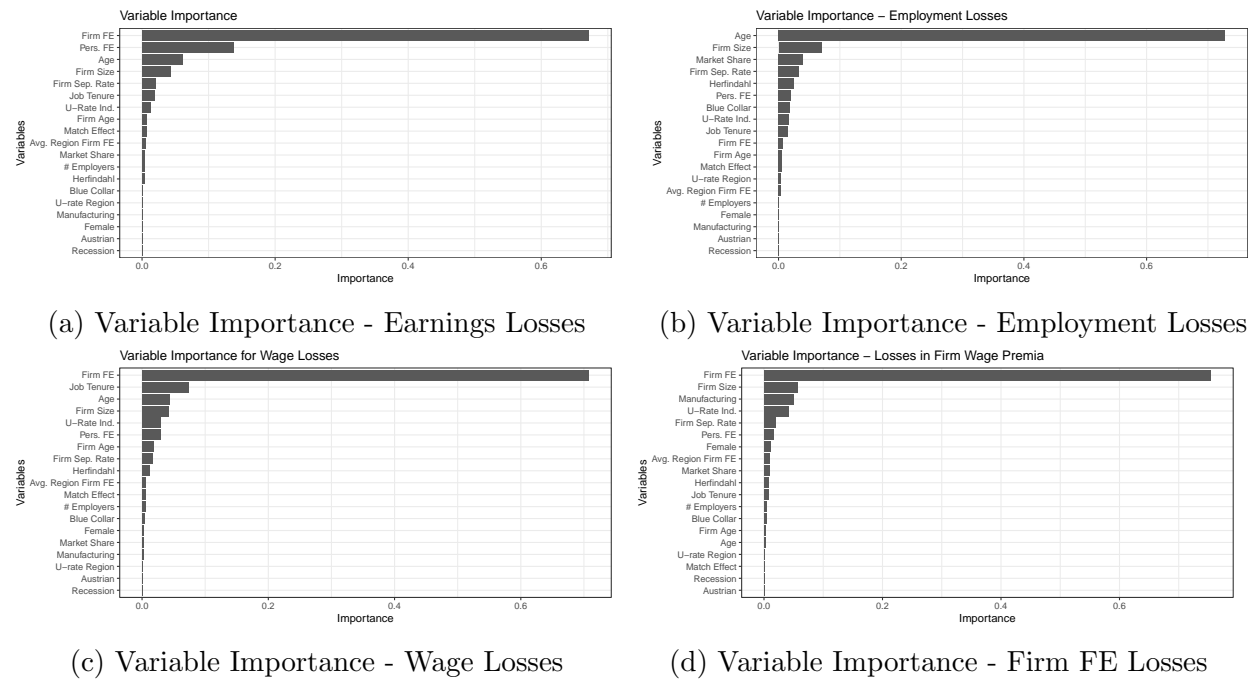 Variable Importance
Variables
Firm FE
Pers. FE
Age
Firm Size
Firm Sep. Rate
Job Tenure
U−Rate Ind.
Firm Age
Match Effect
Avg. Region Firm FE
Market Share
# Employers
Herfindahl
Blue Collar
U−rate Region
Manufacturing
Female
Austrian
Recession
0.0 0.2 0.4 0.6
Importance
(a) Variable Importance - Earnings Losses
Variable Importance − Employment Losses
Variables
Age
Firm Size
Market Share
Firm Sep. Rate
Herfindahl
Pers. FE
Blue Collar
U−Rate Ind.
Job Tenure
Firm FE
Firm Age
Match Effect
U−rate Region
Avg. Region Firm FE
# Employers
Female
Manufacturing
Austrian
Recession
0.0 0.2 0.4 0.6
Importance
(b) Variable Importance - Employment Losses
Variable Importance for Wage Losses
Variables
Firm FE
Job Tenure
Age
Firm Size
U−Rate Ind.
Pers. FE
Firm Age
Firm Sep. Rate
Herfindahl
Avg. Region Firm FE
Match Effect
# Employers
Blue Collar
Female
Market Share
Manufacturing
U−rate Region
Austrian
Recession
0.0 0.2 0.4 0.6
Importance
(c) Variable Importance - Wage Losses
Variable Importance − Losses in Firm Wage Premia
Variables
Firm FE
Firm Size
Manufacturing
U−Rate Ind.
Firm Sep. Rate
Pers. FE
Female
Avg. Region Firm FE
Market Share
Herfindahl
Job Tenure
# Employers
Blue Collar
Firm Age
Age
U−rate Region
Match Effect
Recession
Austrian
0.0 0.2 0.4 0.6
Importance
(d) Variable Importance - Firm FE Losses